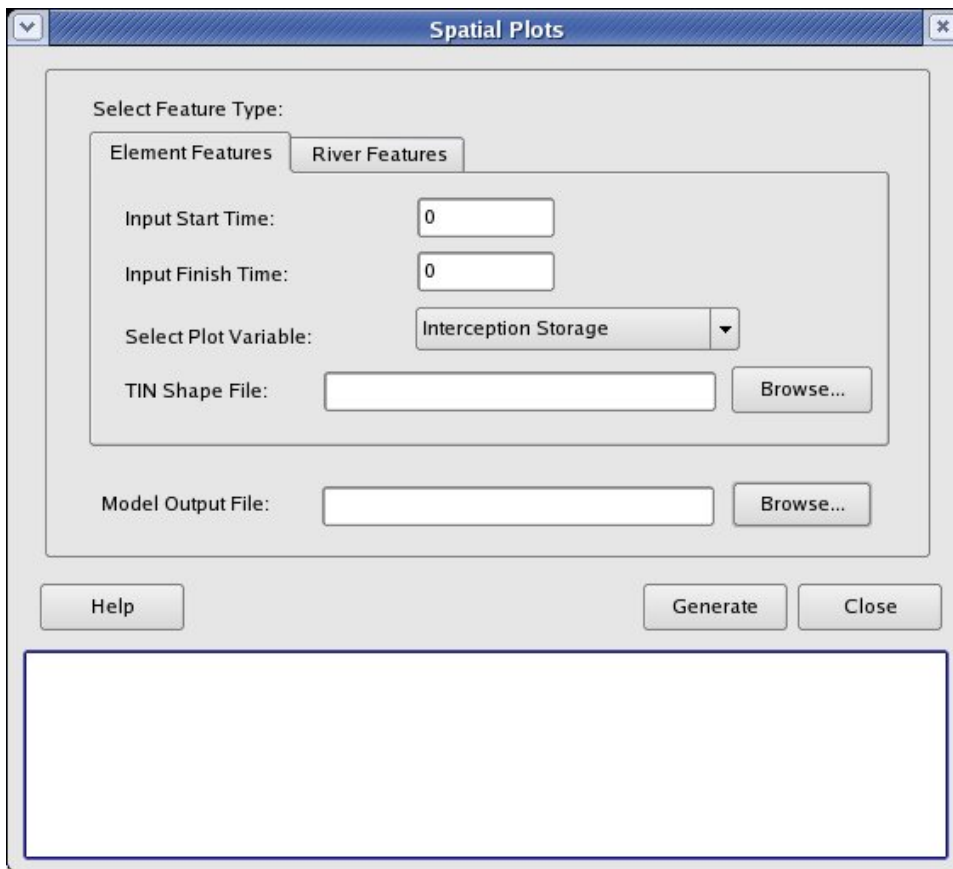 Spatial Plots
Select Feature Type:
Element Features River Features
Input Start Time: 0
Input Finish Time: 0
Select Plot Variable: Interception Storage
TIN Shape File: Browse...
Model Output File: Browse...
Help Generate Close